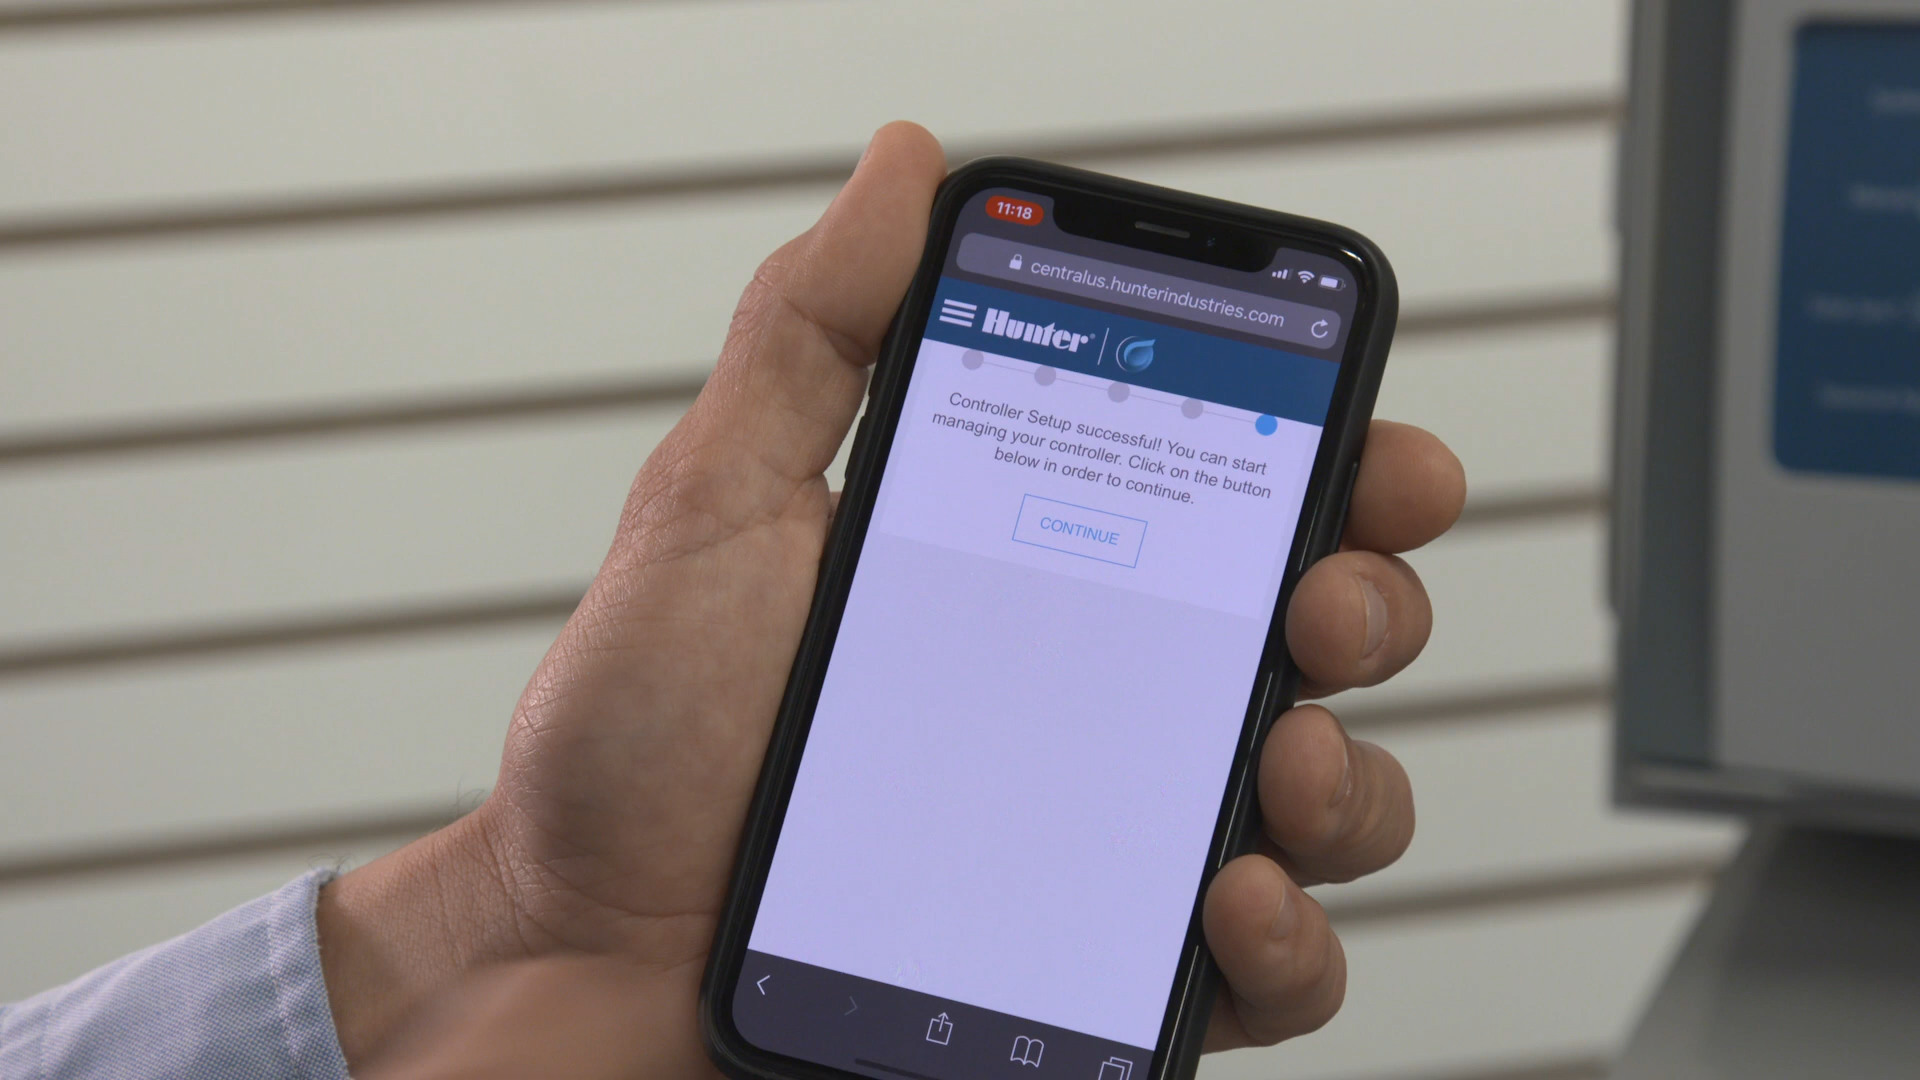 11:18
centralus.hunterindustries.com
Hunter®
Controller Setup successful! You can start
managing your controller. Click on the button
below in order to continue.
CONTINUE